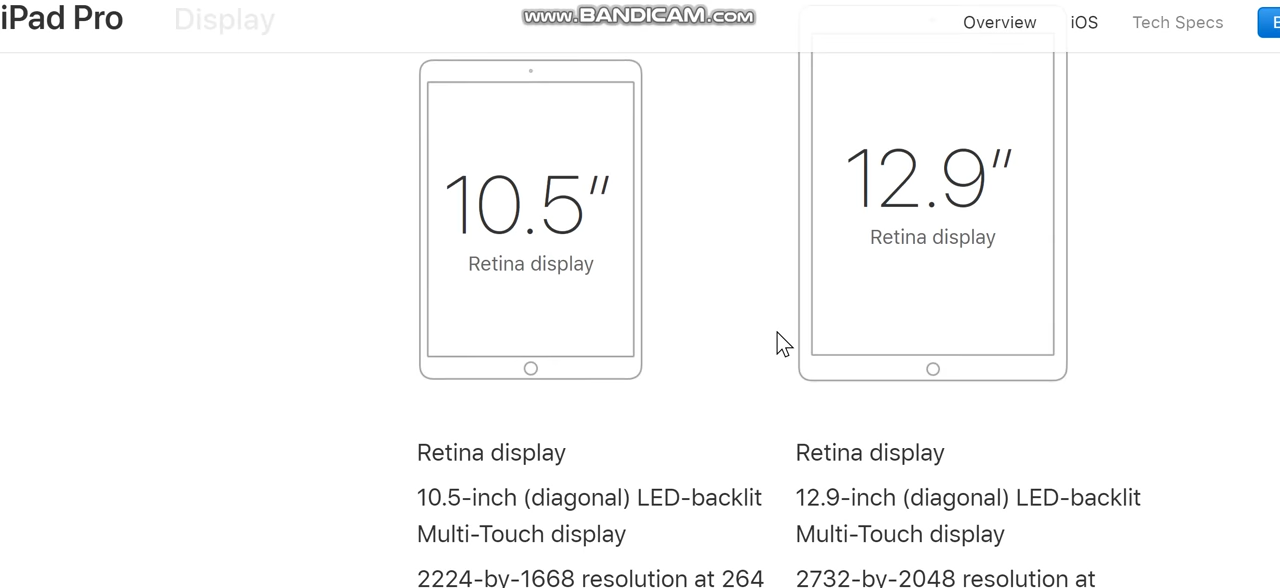 iPad Pro
Display
www.BANDICAM.com
Overview
iOS
Tech Specs
10.5″
Retina display
12.9″
Retina display
Retina display
10.5-inch (diagonal) LED-backlit
Multi-Touch display
2224-by-1668 resolution at 264
Retina display
12.9-inch (diagonal) LED-backlit
Multi-Touch display
2732-by-2048 resolution at